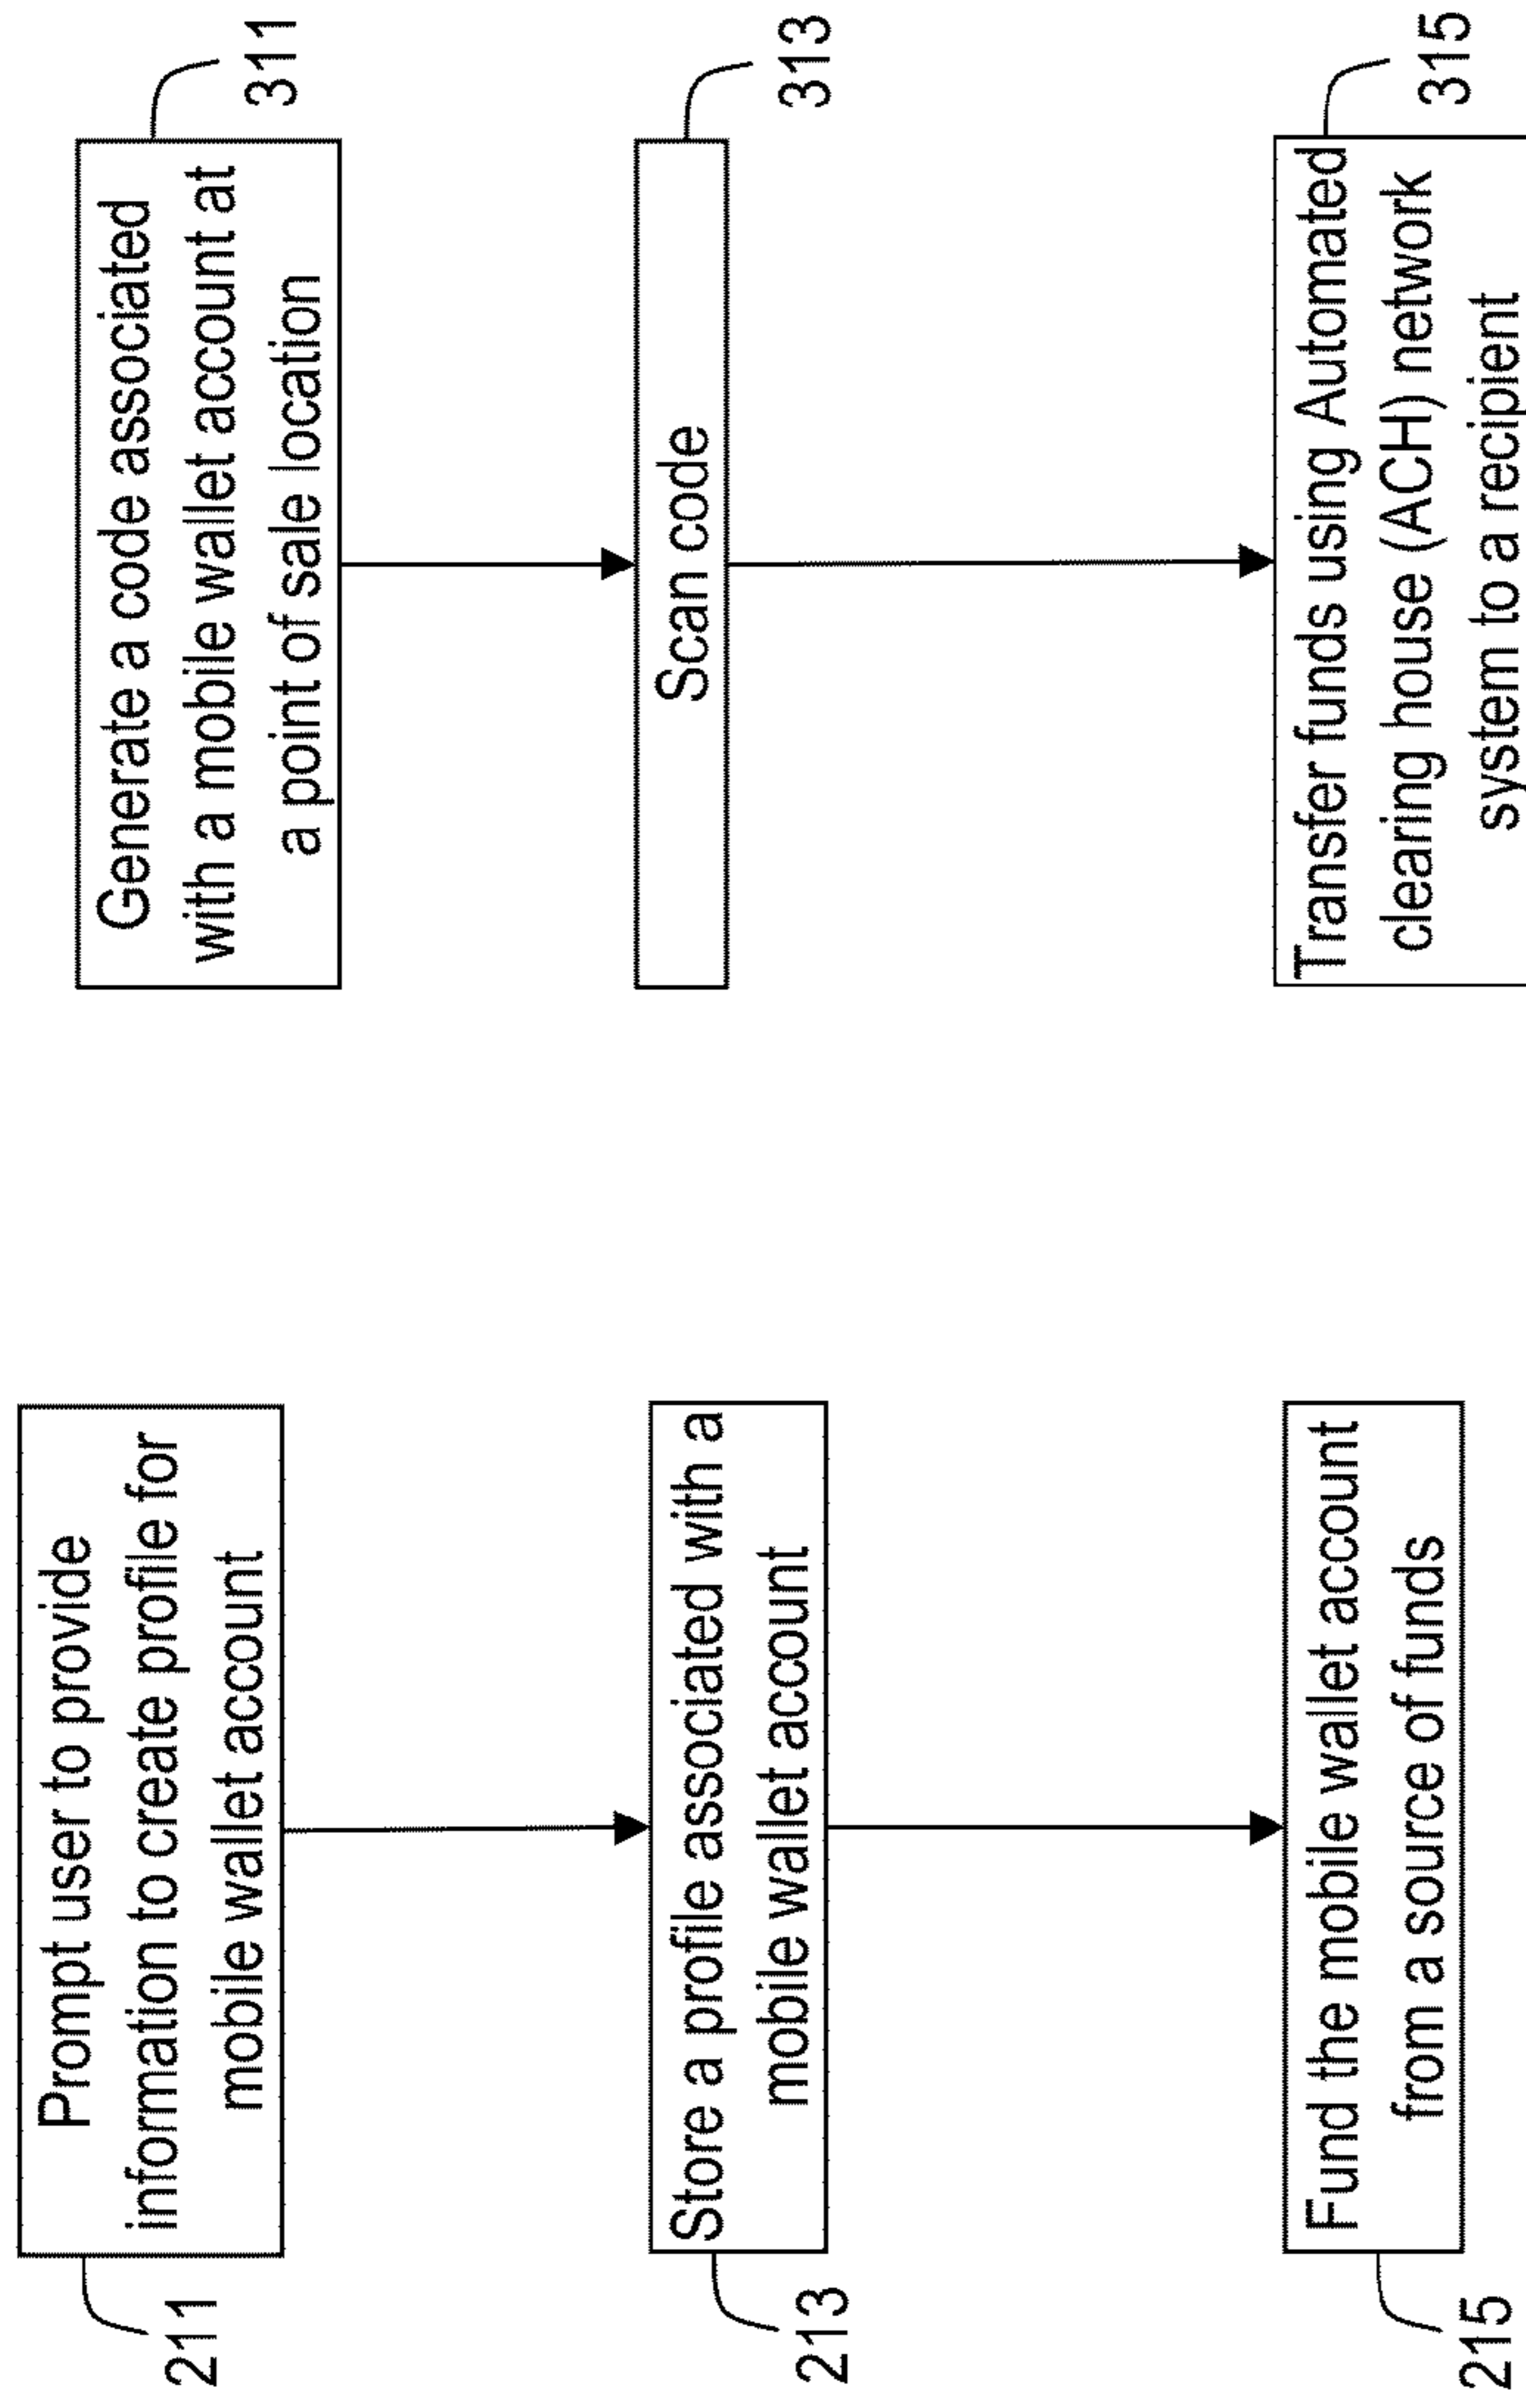 Prompt user to provide
information to create profile for
mobile wallet account
211
Store a profile associated with a
mobile wallet account
213
Fund the mobile wallet account
from a source of funds
215
Generate a code associated
with a mobile wallet account at
a point of sale location
311
Scan code
313
Transfer funds using Automated
clearing house (ACH) network
system to a recipient
315